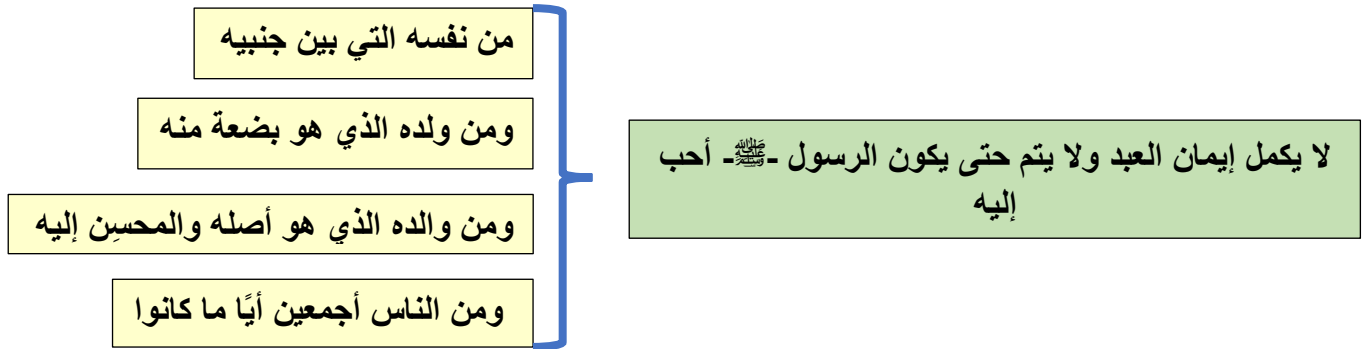 لا يكمل إيمان العبد ولا يتم حتى يكون الرسول -ﷺ- أحب
إليه
من نفسه التي بين جنبيه
ومن ولده الذي هو بضعة منه
ومن والده الذي هو أصله والمحسِن إليه
ومن الناس أجمعين أيًا ما كانوا